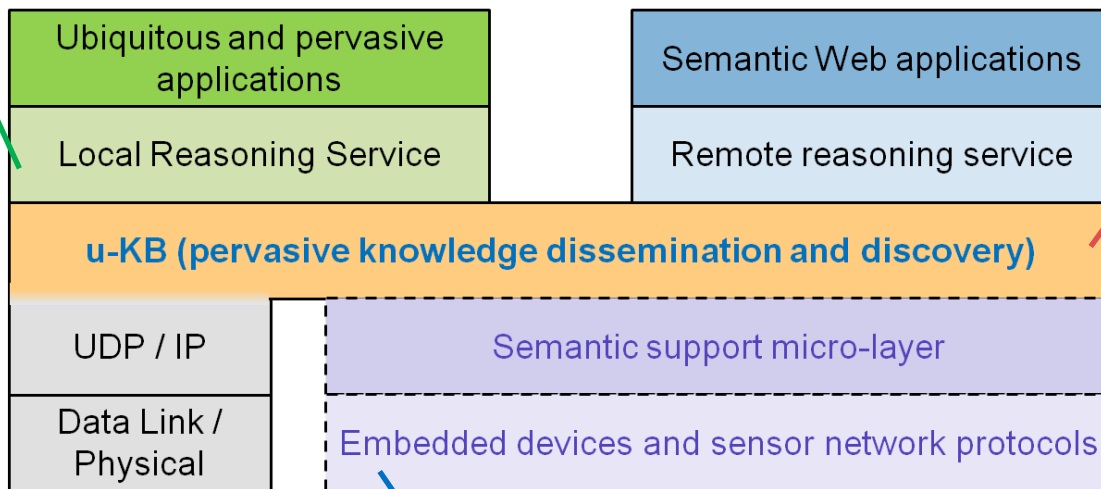 Ubiquitous and pervasive
applications
Semantic Web applications
Local Reasoning Service
Remote reasoning service
u-KB (pervasive knowledge dissemination and discovery)
UDP / IP
Semantic support micro-layer
Data Link /
Physical
Embedded devices and sensor network protocols